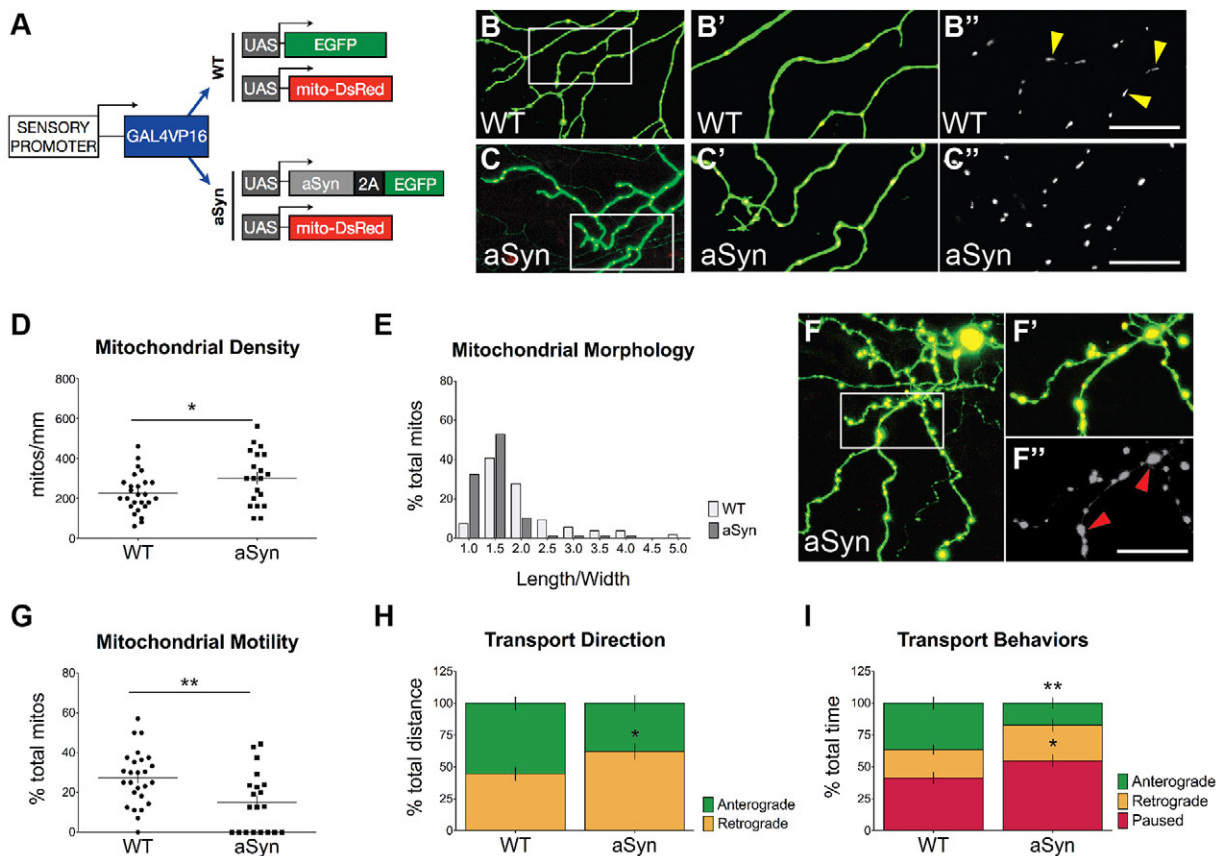 A
SENSORY
PROMOTER
GAL4VP16
WT
UAS
EGFP
UAS
mito-DsRed
aSyn
UAS
aSyn
2A
EGFP
UAS
mito-DsRed
B
WT
B'
WT
B''
WT
C
aSyn
C'
aSyn
C''
aSyn
D
Mitochondrial Density
mitos/mm
800
600
400
200
0
*
WT
aSyn
E
Mitochondrial Morphology
% total mitos
80
60
40
20
0
1.0 1.5 2.0 2.5 3.0 3.5 4.0 4.5 5.0
Length/Width
WT
aSyn
F
aSyn
F'
F''
G
Mitochondrial Motility
% total mitos
80
60
40
20
0
**
WT
aSyn
H
Transport Direction
% total distance
125
100
75
50
25
0
*
WT
aSyn
Anterograde
Retrograde
I
Transport Behaviors
% total time
125
100
75
50
25
0
**
*
WT
aSyn
Anterograde
Retrograde
Paused